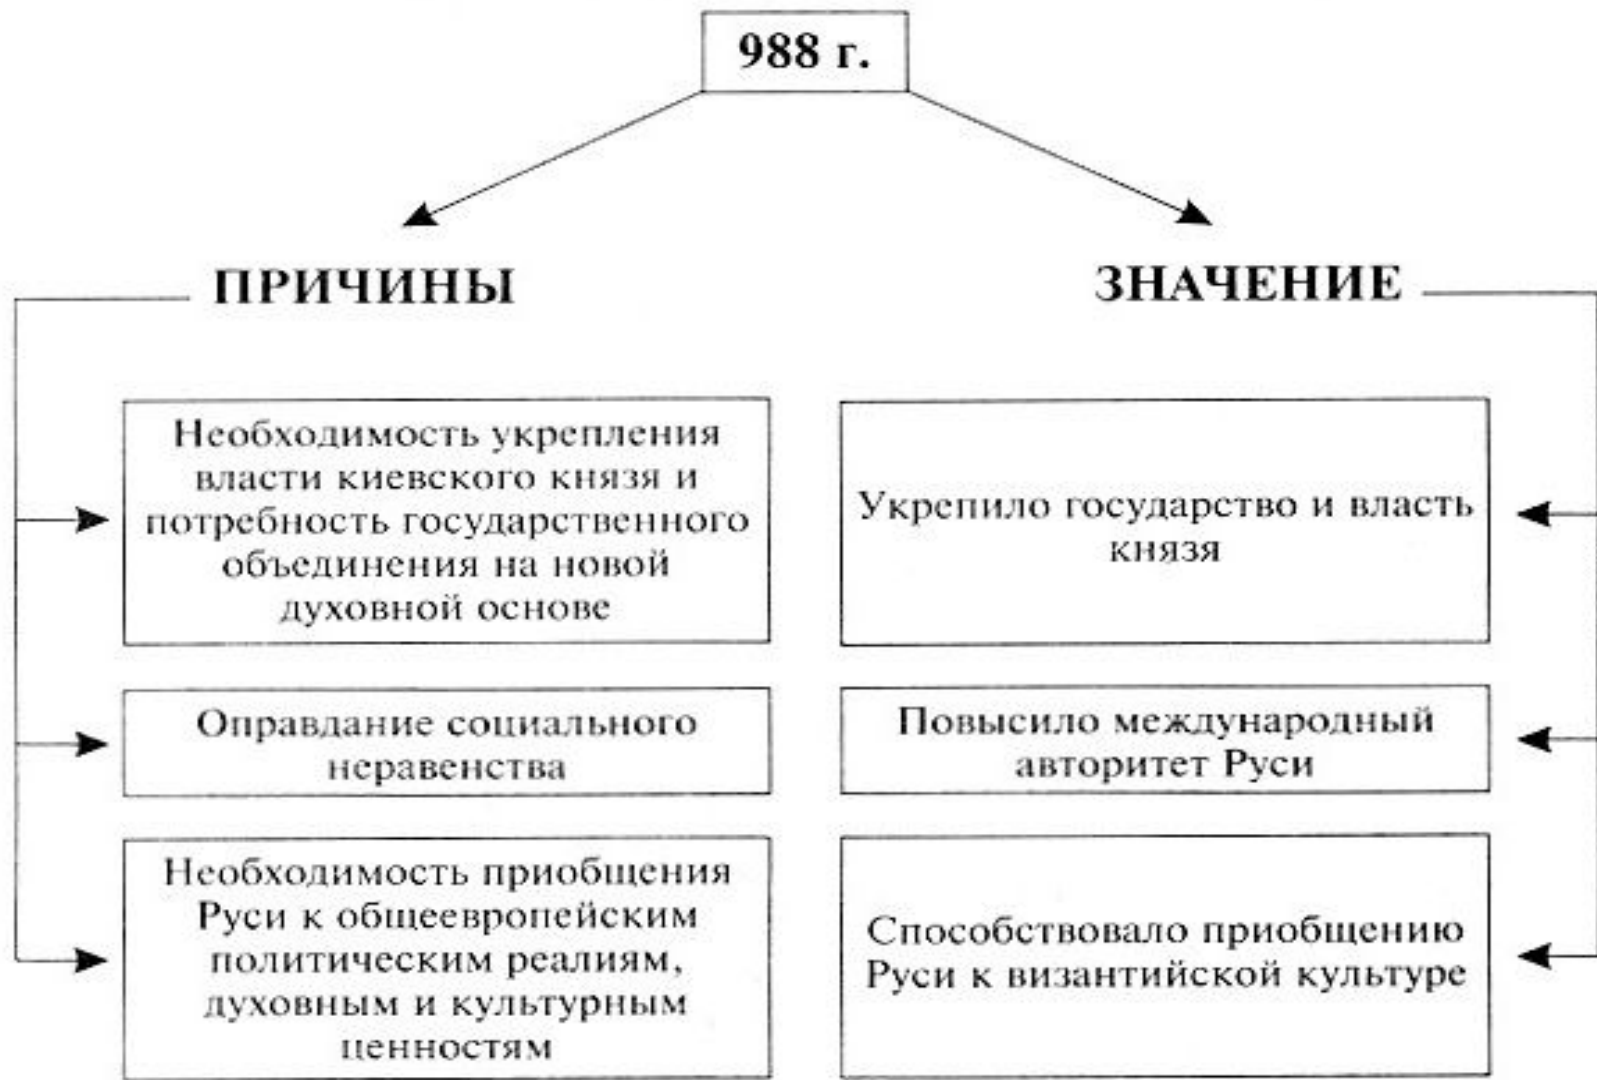 988 г.
ПРИЧИНЫ
Необходимость укрепления
власти киевского князя и
потребность государственного
объединения на новой
духовной основе
Оправдание социального
неравенства
Необходимость приобщения
Руси к общеевропейским
политическим реалиям,
духовным и культурным
ценностям
ЗНАЧЕНИЕ
Укрепило государство и власть
князя
Повысило международный
авторитет Руси
Способствовало приобщению
Руси к византийской культуре